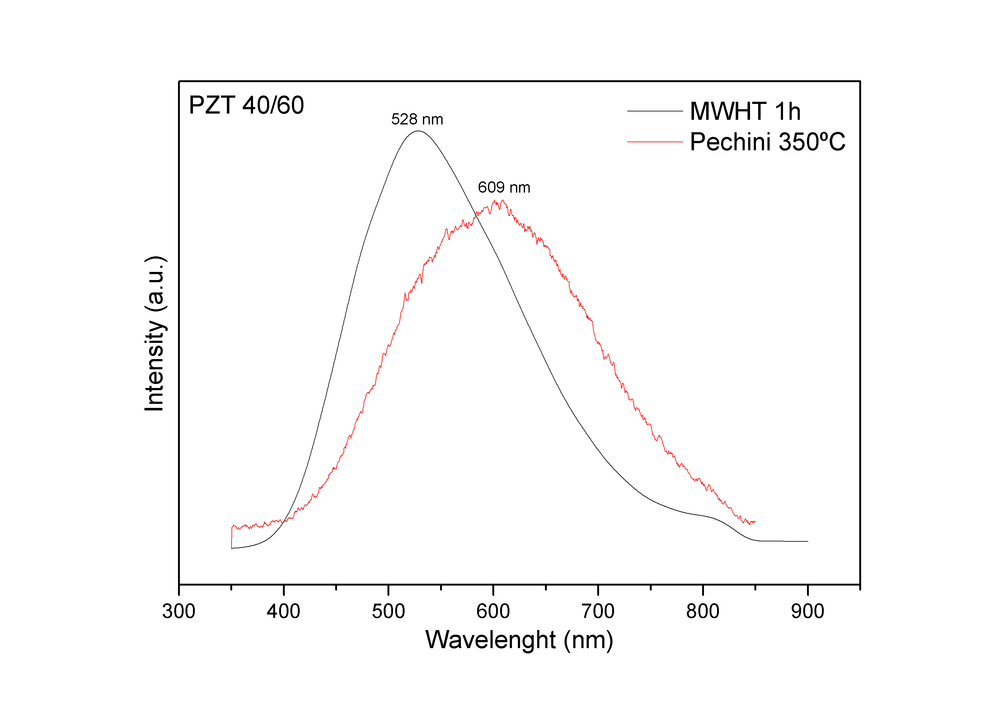 PZT 40/60
MWHT 1h
Pechini 350ºC
528 nm
609 nm
Intensity (a.u.)
300 400 500 600 700 800 900
Wavelenght (nm)